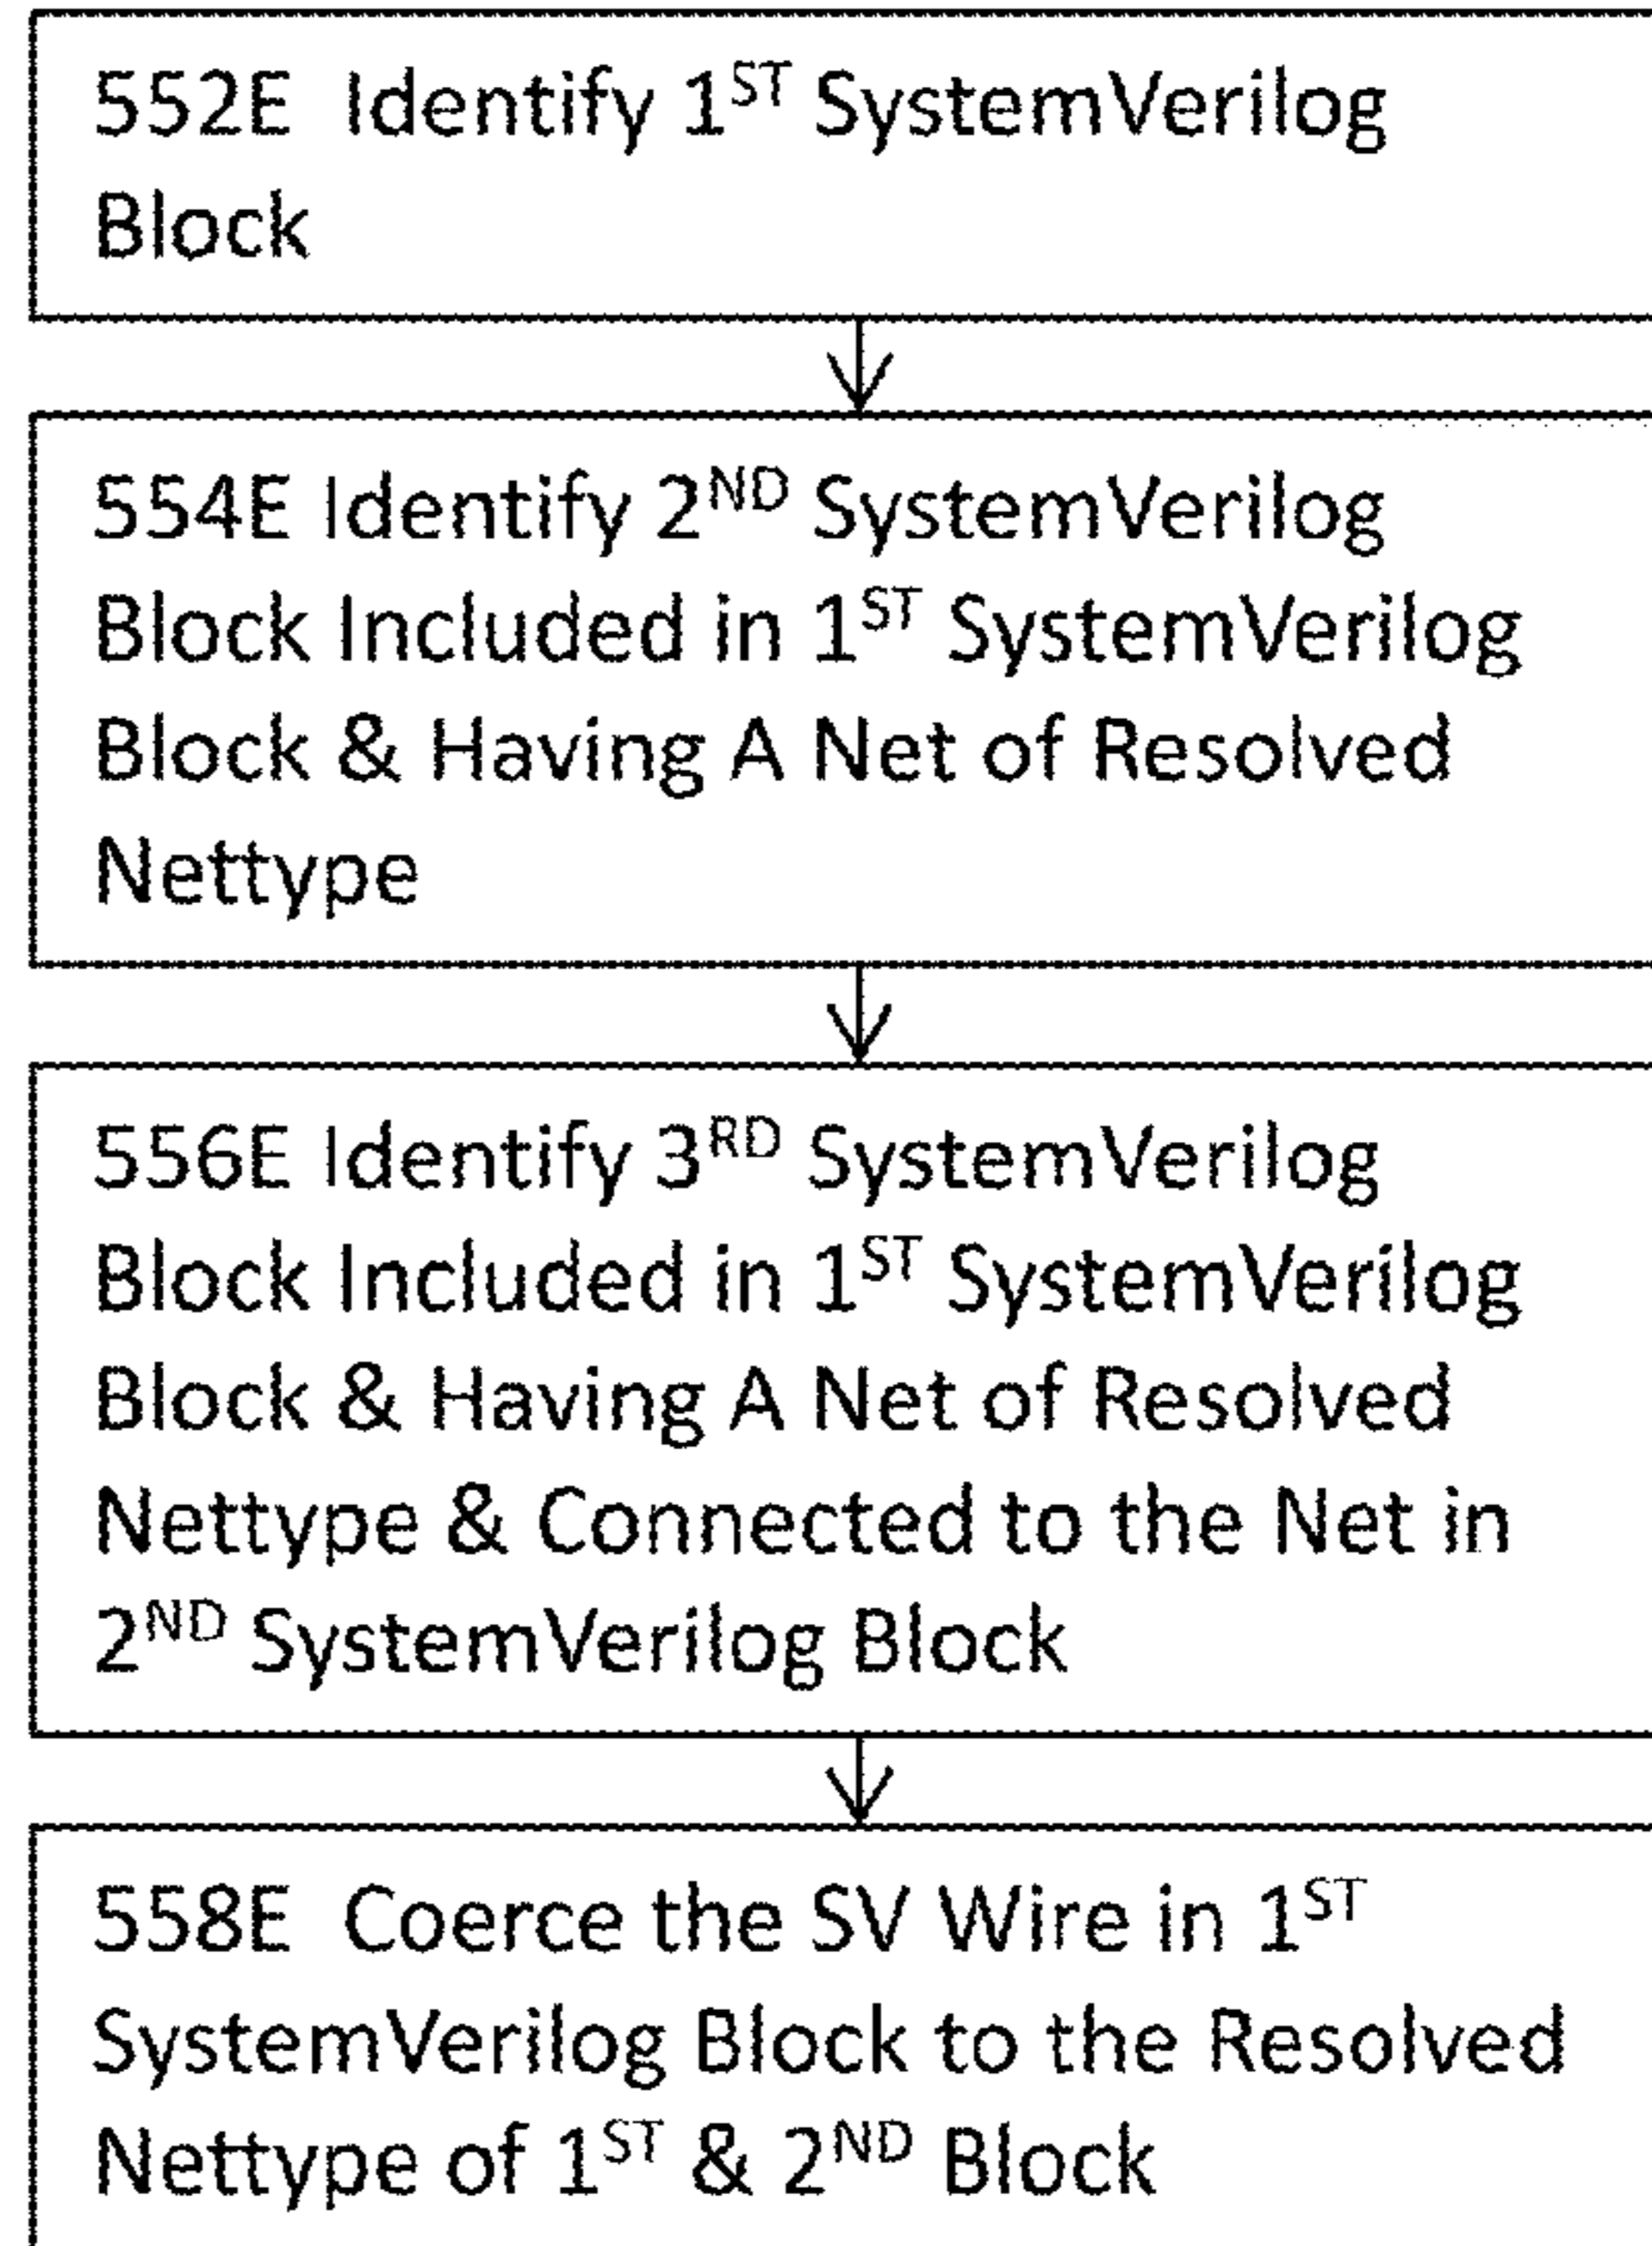 552E Identify 1ST SystemVerilog
Block
554E Identify 2ND SystemVerilog
Block Included in 1ST SystemVerilog
Block & Having A Net of Resolved
Nettype
556E Identify 3RD SystemVerilog
Block Included in 1ST SystemVerilog
Block & Having A Net of Resolved
Nettype & Connected to the Net in
2ND SystemVerilog Block
558E Coerce the SV Wire in 1ST
SystemVerilog Block to the Resolved
Nettype of 1ST & 2ND Block